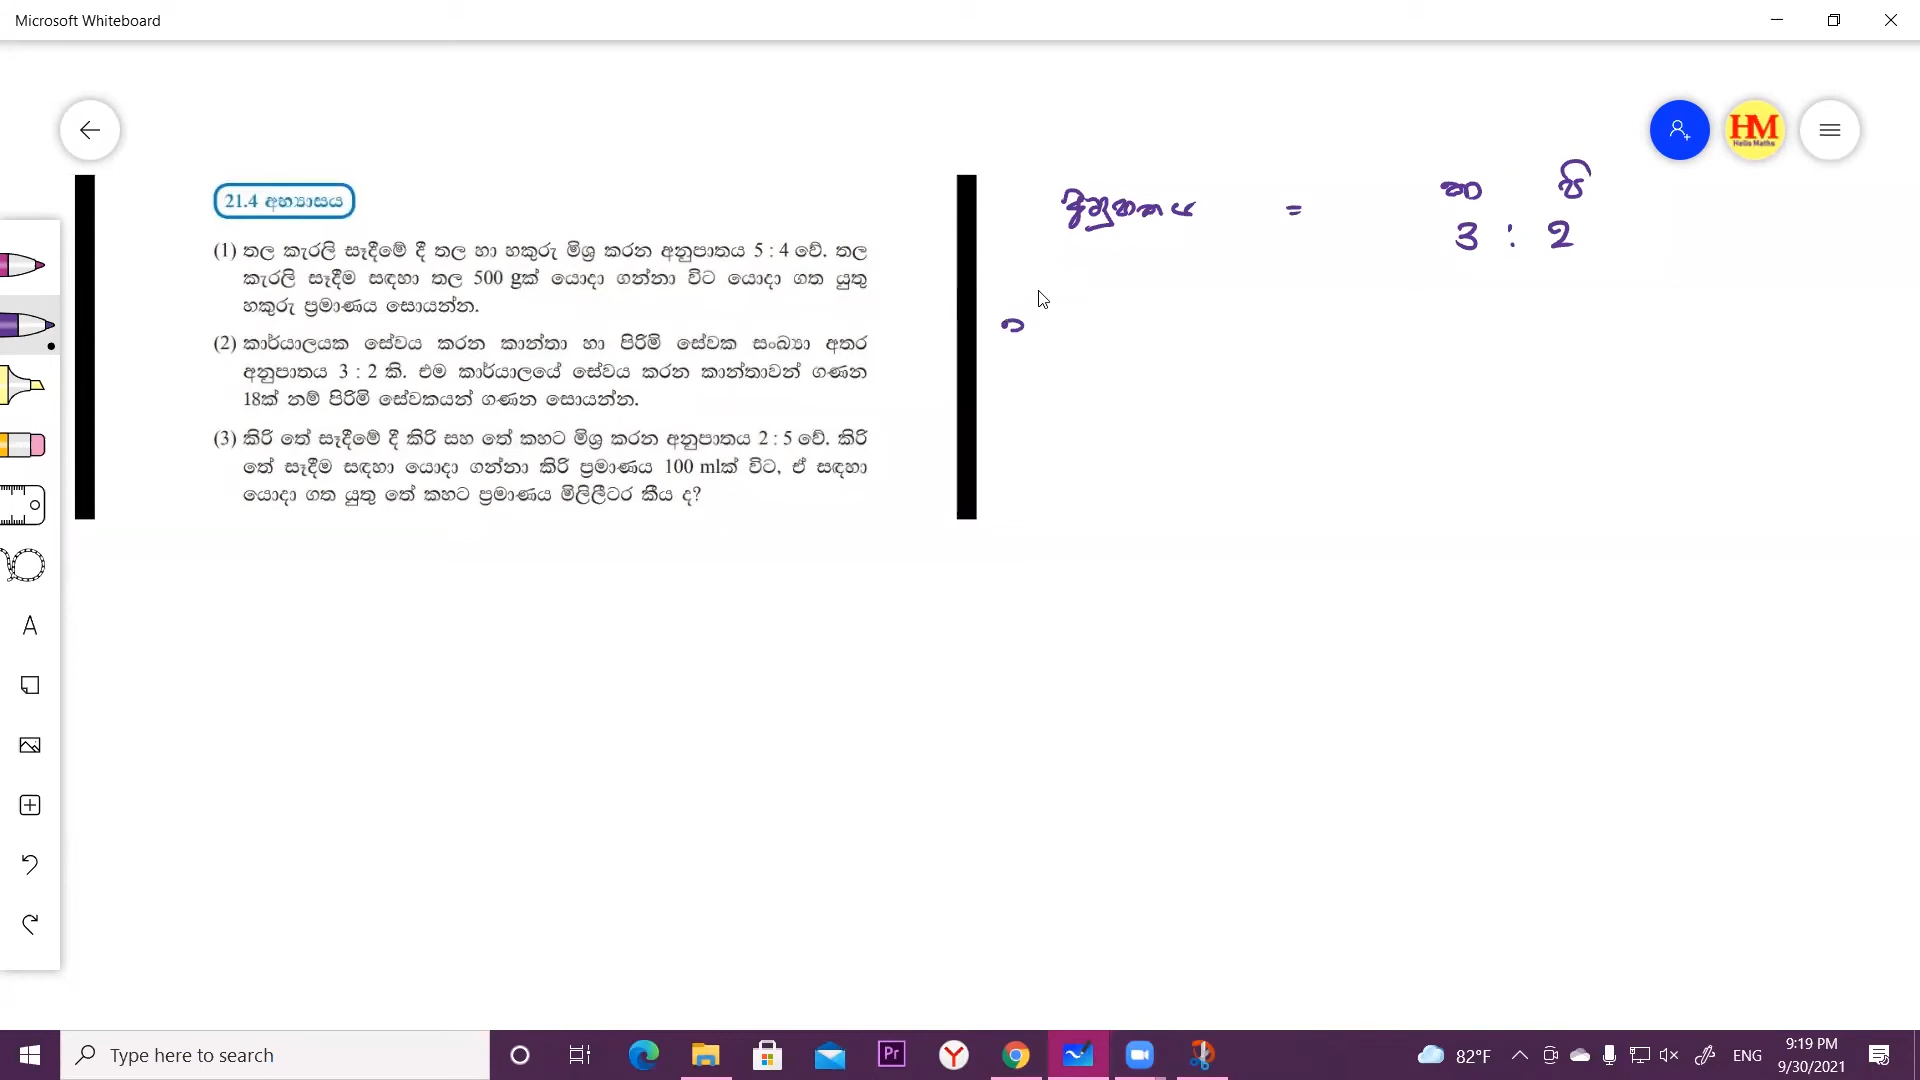 Microsoft Whiteboard
HM
Hello Maths
21.4 අභ්‍යාසය
(1) තල කැරලි සෑදීමේ දී තල හා හකුරු මිශ්‍ර කරන අනුපාතය 5 : 4 වේ. තල
කැරලි සෑදීම සඳහා තල 500 gක් යොදා ගන්නා විට යොදා ගත යුතු
හකුරු ප්‍රමාණය සොයන්න.
(2) කාර්යාලයක සේවය කරන කාන්තා හා පිරිමි සේවක සංඛ්‍යා අතර
අනුපාතය 3 : 2 කි. එම කාර්යාලයේ සේවය කරන කාන්තාවන් ගණන
18ක් නම් පිරිමි සේවකයන් ගණන සොයන්න.
(3) කිරි තේ සෑදීමේ දී කිරි සහ තේ කහට මිශ්‍ර කරන අනුපාතය 2 : 5 වේ. කිරි
තේ සෑදීම සඳහා යොදා ගන්නා කිරි ප්‍රමාණය 100 mlක් විට, ඒ සඳහා
යොදා ගත යුතු තේ කහට ප්‍රමාණය මිලිලීටර කීය ද?
කා පි
අනුපාතය = 3 : 2
Type here to search
82°F
ENG
9:19 PM
9/30/2021